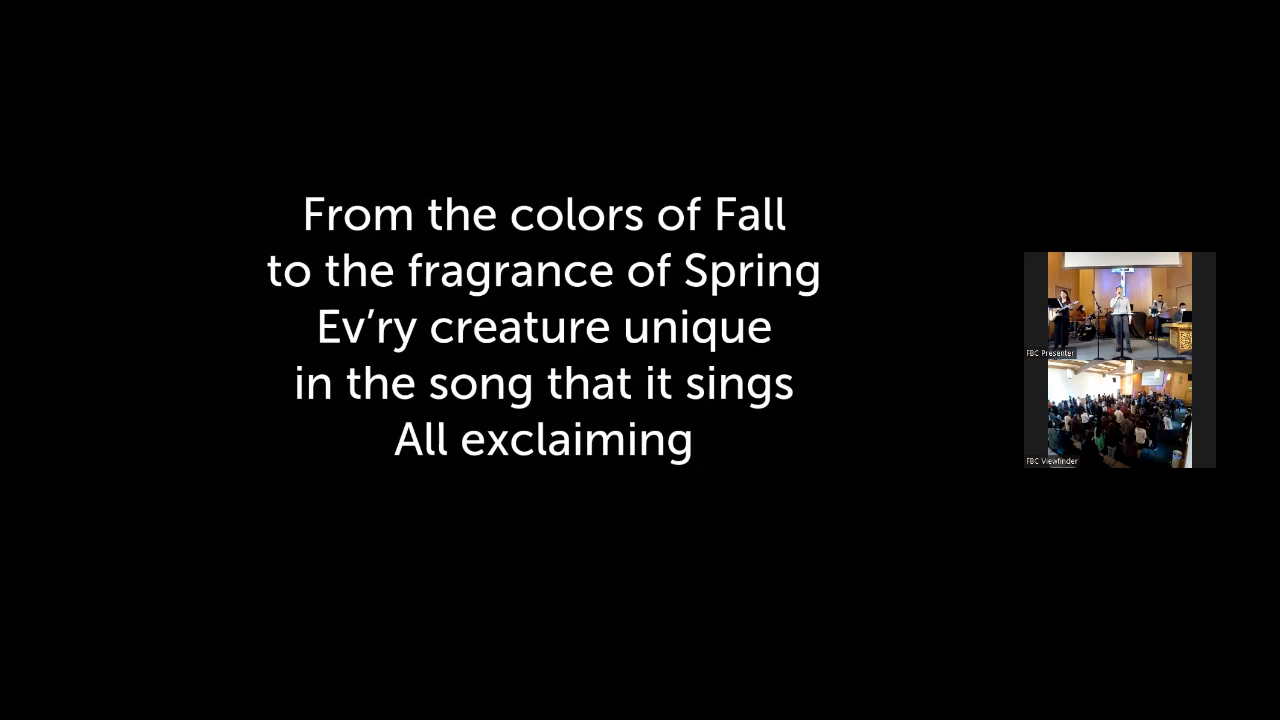 From the colors of Fall
to the fragrance of Spring
Ev’ry creature unique
in the song that it sings
All exclaiming
FBC Presenter
FBC Viewfinder